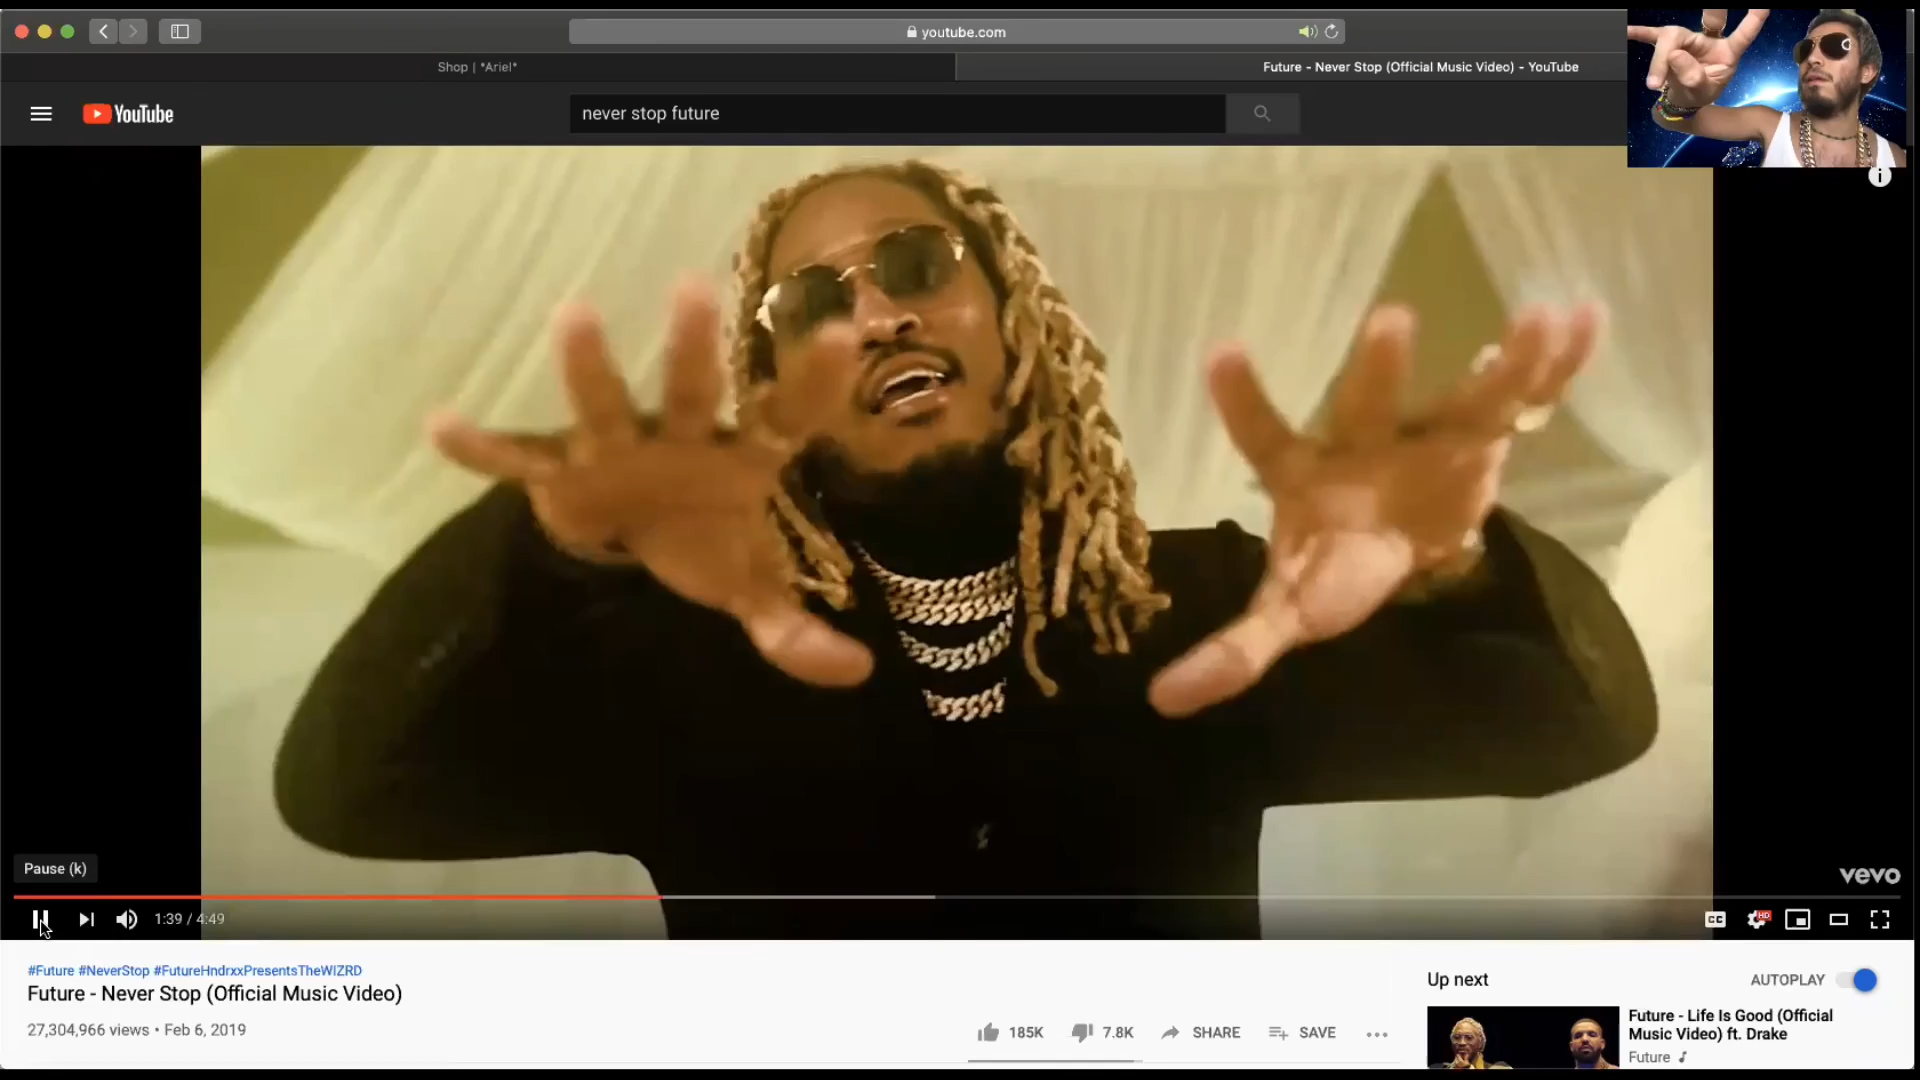 youtube.com
Shop | *Ariel*
Future - Never Stop (Official Music Video) - YouTube
YouTube
never stop future
i
Pause (k)
vevo
1:39 / 4:49
CC
HD
#Future #NeverStop #FutureHndrxxPresentsTheWIZRD
Future - Never Stop (Official Music Video)
27,304,966 views • Feb 6, 2019
185K
7.8K
SHARE
SAVE
Up next
AUTOPLAY
Future - Life Is Good (Official
Music Video) ft. Drake
Future